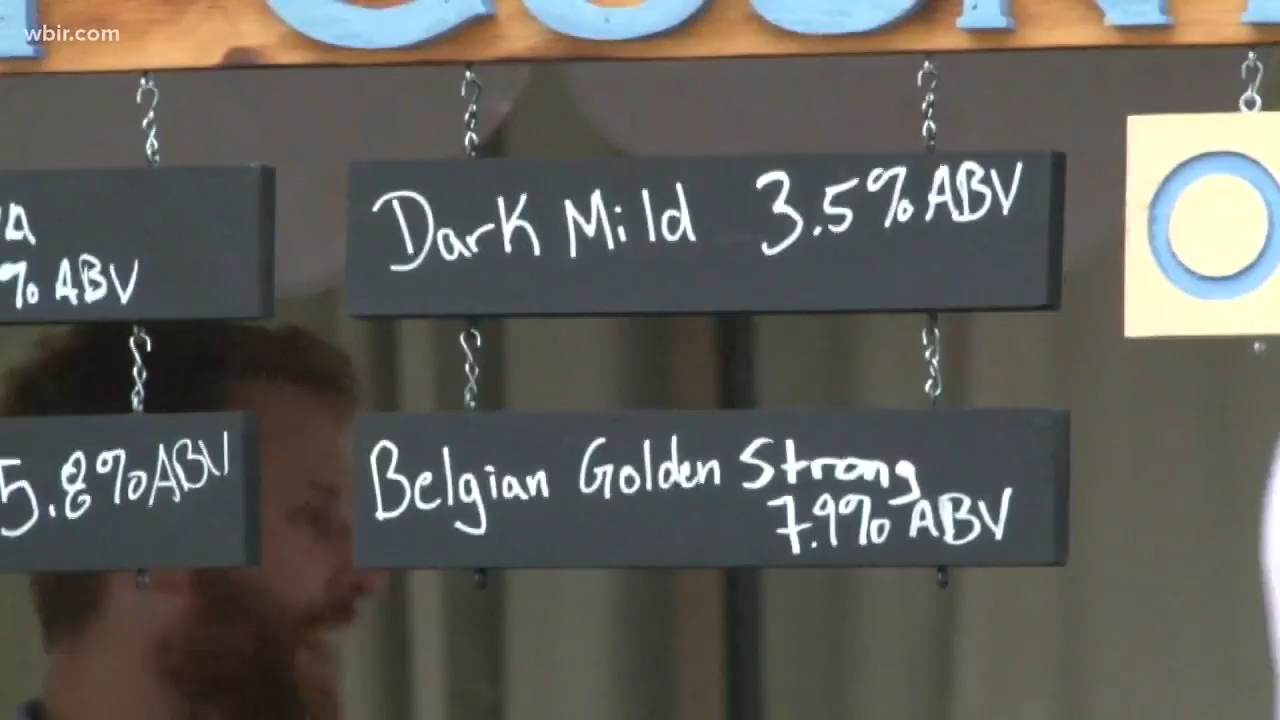 wbir.com
% ABV
Dark Mild 3.5% ABV
5.8% ABV
Belgian Golden Strong
7.9% ABV